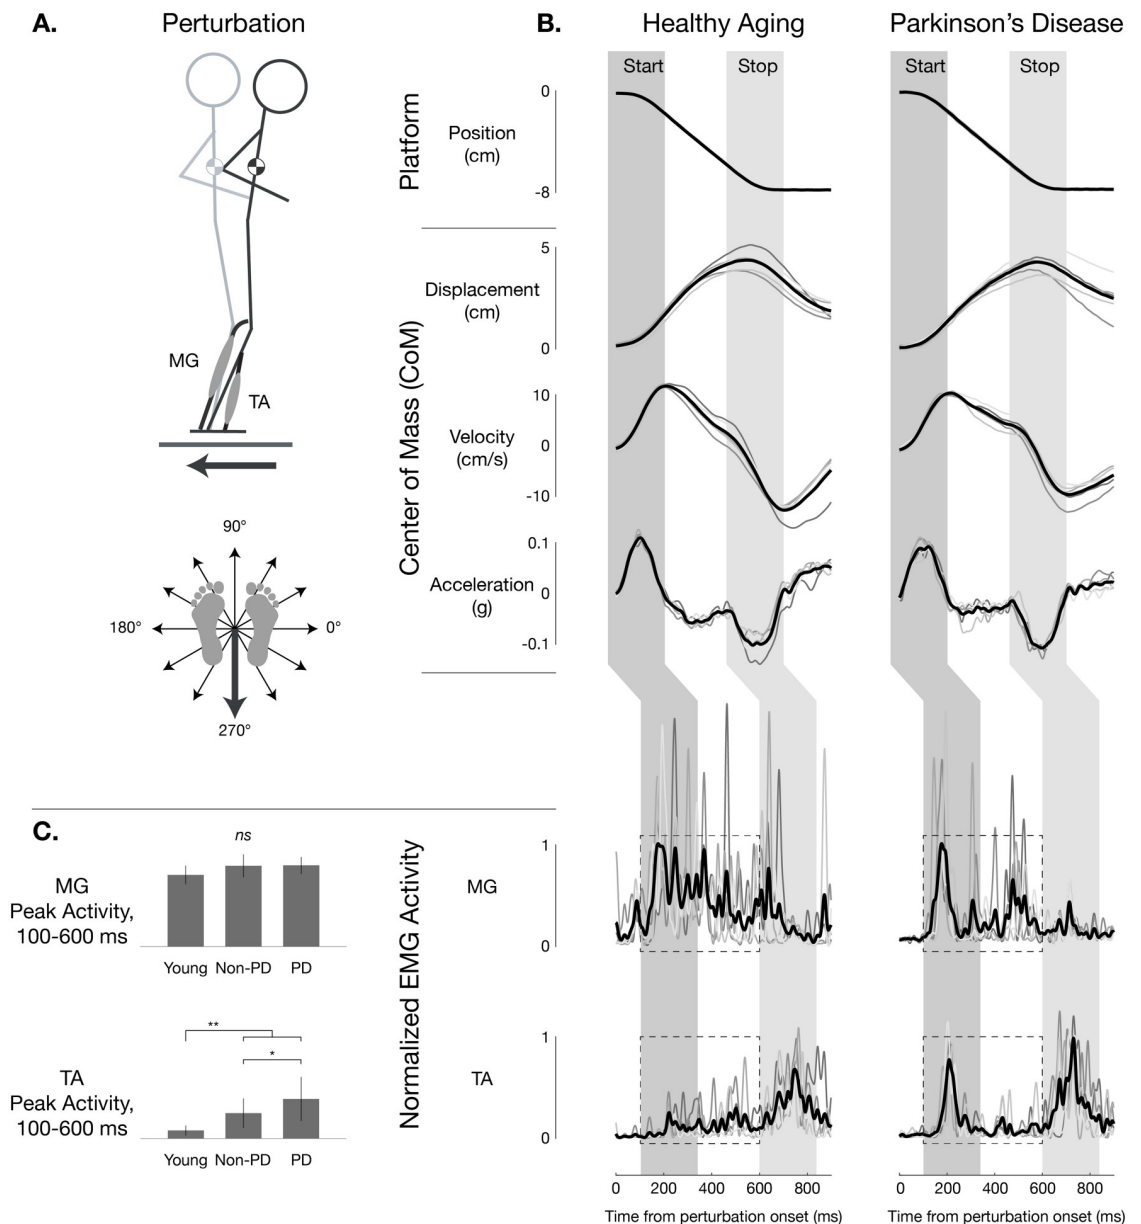 A.
Perturbation
MG
TA
90°
180°
0°
270°
B.
Healthy Aging
Parkinson’s Disease
Start
Stop
Start
Stop
Platform
Position
(cm)
0
-8
Center of Mass (CoM)
Displacement
(cm)
5
0
Velocity
(cm/s)
10
0
-10
Acceleration
(g)
0.1
0
-0.1
C.
ns
MG
Peak Activity,
100-600 ms
Young
Non-PD
PD
**
*
TA
Peak Activity,
100-600 ms
Young
Non-PD
PD
Normalized EMG Activity
MG
1
0
TA
1
0
0 200 400 600 800
Time from perturbation onset (ms)
0 200 400 600 800
Time from perturbation onset (ms)